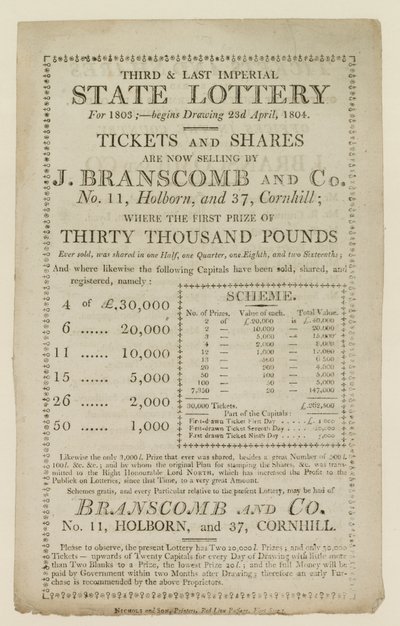 THIRD & LAST IMPERIAL
STATE LOTTERY
For 1803;—begins Drawing 23d April, 1804.
TICKETS AND SHARES
ARE NOW SELLING BY
J. BRANSCOMB AND Co.
No. 11, Holborn, and 37, Cornhill;
WHERE THE FIRST PRIZE OF
THIRTY THOUSAND POUNDS
Ever sold, was shared in one Half, one Quarter, one Eighth, and two Sixteenths;
And where likewise the following Capitals have been sold, shared, and
registered, namely:
4 of £.30,000
6 ...... 20,000
11 ...... 10,000
15 ...... 5,000
26 ...... 2,000
50 ...... 1,000
SCHEME.
No. of Prizes. Value of each. Total Value.
2 of £.20,000 is £.40,000
2 — 10,000 — 20,000
3 — 5,000 — 15,000
4 — 2,000 — 8,000
12 — 1,000 — 12,000
13 — 500 — 6,500
20 — 200 — 4,000
50 — 100 — 5,000
100 — 50 — 5,000
7,350 — 20 — 147,000
30,000 Tickets. £.262,500
Part of the Capitals:
First-drawn Ticket First Day
First-drawn Ticket Seventh Day
First-drawn Ticket Ninth Day 5,000
Likewise the only 3,000l. Prize that ever was shared, besides a great Number of 500l.
100l. &c. &c.; and by whom the original Plan for stamping the Shares, &c. was trans-
mitted to the Right Honourable Lord NORTH, which has increased the Profit to the
Publick on Lotteries, since that Time, to a very great Amount.
Schemes gratis, and every Particular relative to the present Lottery, may be had of
BRANSCOMB AND Co.
No. 11, HOLBORN, and 37, CORNHILL.
Please to observe, the present Lottery has Two 20,000l. Prizes; and only 30,000
Tickets — upwards of Twenty Capitals for every Day of Drawing with little more
than Two Blanks to a Prize, the lowest Prize 20l.; and the full Money will be
paid by Government within two Months after Drawing; therefore an early Pur-
chase is recommended by the above Proprietors.
NICHOLS and SON, Printers, Red Lion Passage, Fleet Street.